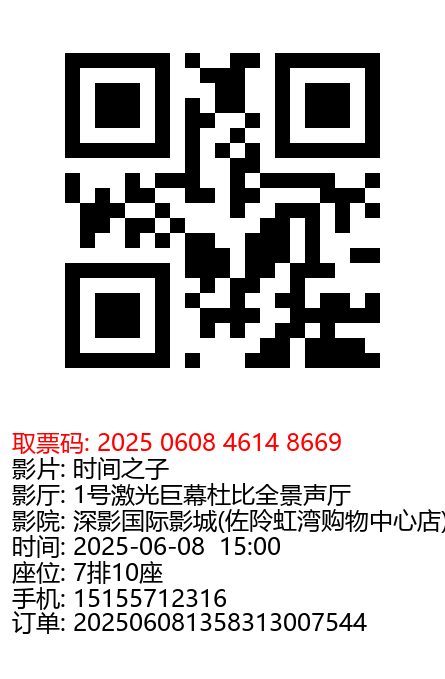 取票码: 2025 0608 4614 8669
影片: 时间之子
影厅: 1号激光巨幕杜比全景声厅
影院: 深影国际影城(佐阾虹湾购物中心店)
时间: 2025-06-08  15:00
座位: 7排10座
手机: 15155712316
订单: 202506081358313007544